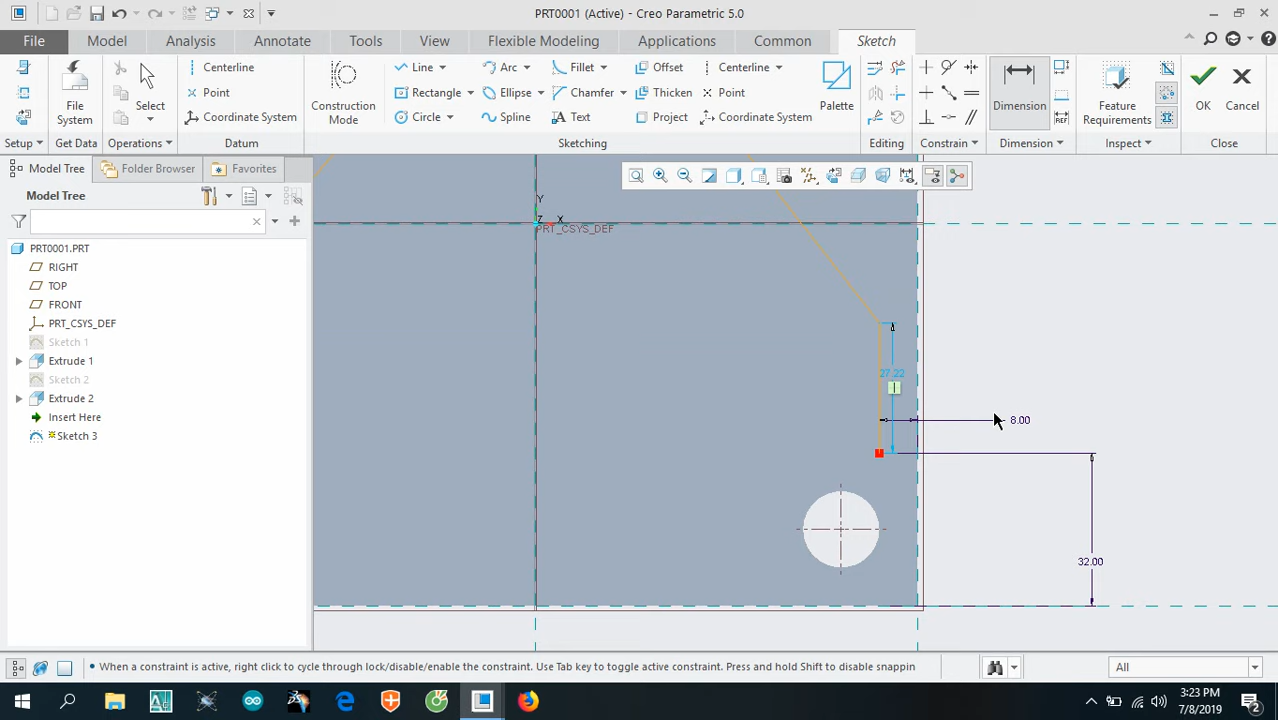 PRT0001 (Active) - Creo Parametric 5.0
File Model Analysis Annotate Tools View Flexible Modeling Applications Common Sketch
File System
Select
Centerline
Point
Coordinate System
Construction Mode
Line
Rectangle
Circle
Arc
Ellipse
Spline
Fillet
Chamfer
Text
Offset
Thicken
Project
Centerline
Point
Coordinate System
Palette
Dimension
REF
Feature Requirements
OK
Cancel
Setup Get Data Operations Datum Sketching Editing Constrain Dimension Inspect Close
Model Tree Folder Browser Favorites
Model Tree
PRT0001.PRT
RIGHT
TOP
FRONT
PRT_CSYS_DEF
Sketch 1
Extrude 1
Sketch 2
Extrude 2
Insert Here
Sketch 3
Y
Z X
PRT_CSYS_DEF
27.22
8.00
32.00
When a constraint is active, right click to cycle through lock/disable/enable the constraint. Use Tab key to toggle active constraint. Press and hold Shift to disable snappin
All
3:23 PM
7/8/2019
2